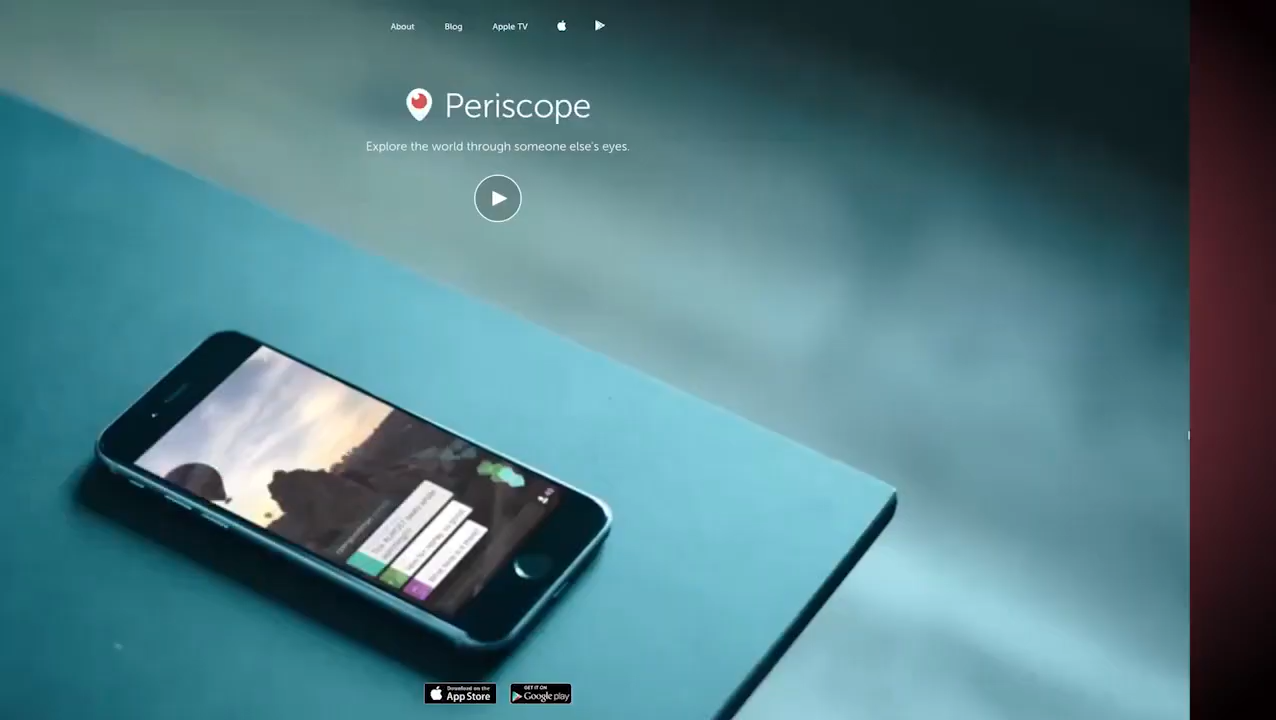 About Blog Apple TV
Periscope
Explore the world through someone else's eyes.
Download on the
App Store
GET IT ON
Google play